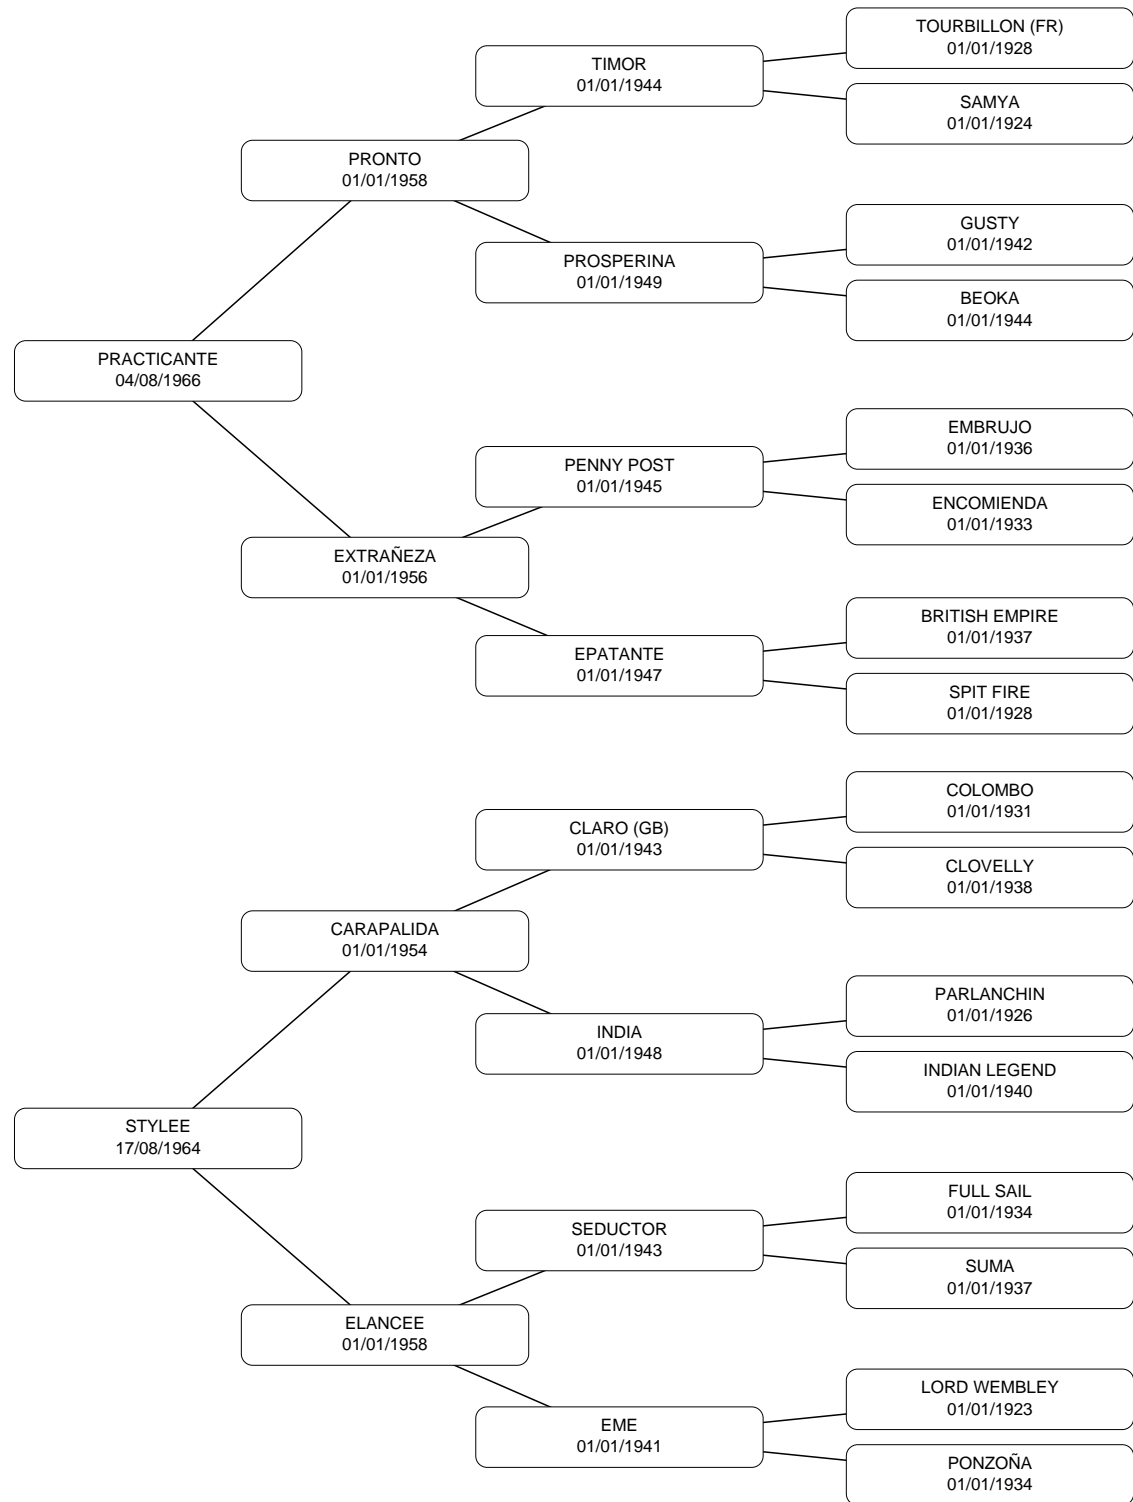 TOURBILLON (FR)
01/01/1928
TIMOR
01/01/1944
SAMYA
01/01/1924
PRONTO
01/01/1958
GUSTY
01/01/1942
PROSPERINA
01/01/1949
BEOKA
01/01/1944
PRACTICANTE
04/08/1966
EMBRUJO
01/01/1936
PENNY POST
01/01/1945
ENCOMIENDA
01/01/1933
EXTRAÑEZA
01/01/1956
BRITISH EMPIRE
01/01/1937
EPATANTE
01/01/1947
SPIT FIRE
01/01/1928
COLOMBO
01/01/1931
CLARO (GB)
01/01/1943
CLOVELLY
01/01/1938
CARAPALIDA
01/01/1954
PARLANCHIN
01/01/1926
INDIA
01/01/1948
INDIAN LEGEND
01/01/1940
STYLEE
17/08/1964
FULL SAIL
01/01/1934
SEDUCTOR
01/01/1943
SUMA
01/01/1937
ELANCEE
01/01/1958
LORD WEMBLEY
01/01/1923
EME
01/01/1941
PONZOÑA
01/01/1934